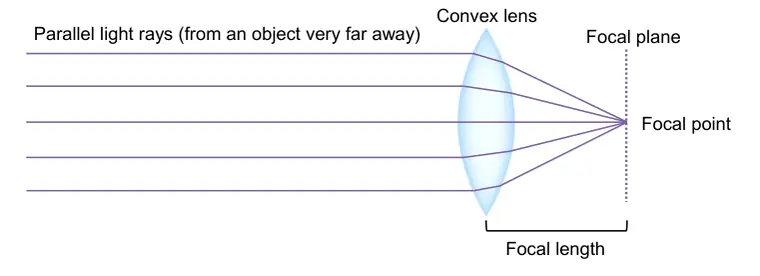 Convex lens
Parallel light rays (from an object very far away)
Focal plane
Focal point
Focal length